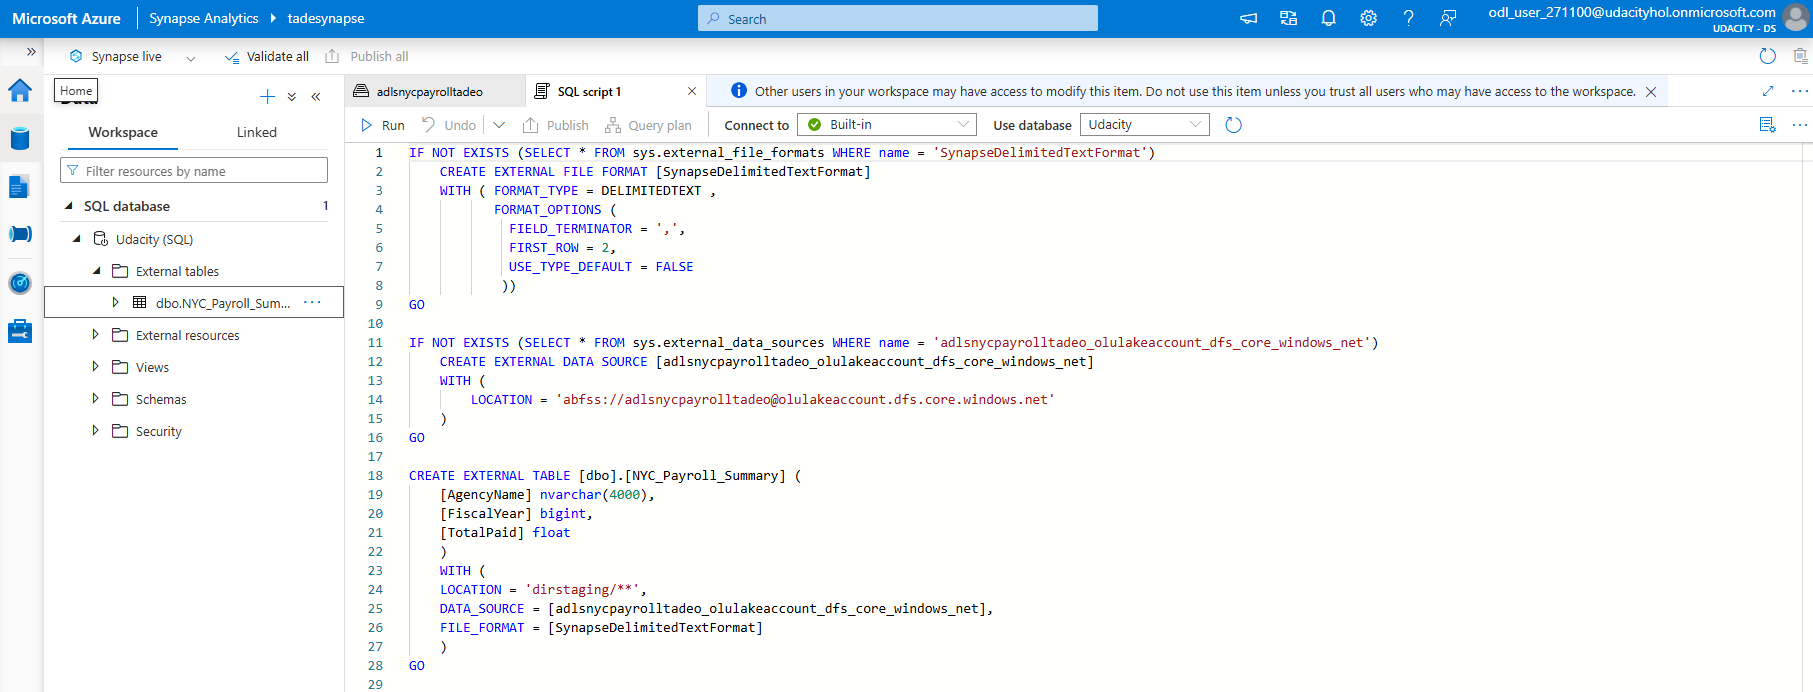 Microsoft Azure
Synapse Analytics
tadesynapse
Search
odl_user_271100@udacityhol.onmicrosoft.com
UDACITY - DS
Synapse live
Validate all
Publish all
Home
Data
Workspace
Linked
Filter resources by name
SQL database 1
Udacity (SQL)
External tables
dbo.NYC_Payroll_Sum... ···
External resources
Views
Schemas
Security
adlsnycpayrolltadeo
SQL script 1
Other users in your workspace may have access to modify this item. Do not use this item unless you trust all users who may have access to the workspace.
Run
Undo
Publish
Query plan
Connect to
Built-in
Use database
Udacity
1 IF NOT EXISTS (SELECT * FROM sys.external_file_formats WHERE name = 'SynapseDelimitedTextFormat')
2 CREATE EXTERNAL FILE FORMAT [SynapseDelimitedTextFormat]
3 WITH ( FORMAT_TYPE = DELIMITEDTEXT ,
4 FORMAT_OPTIONS (
5 FIELD_TERMINATOR = ',',
6 FIRST_ROW = 2,
7 USE_TYPE_DEFAULT = FALSE
8 ))
9 GO
10
11 IF NOT EXISTS (SELECT * FROM sys.external_data_sources WHERE name = 'adlsnycpayrolltadeo_olulakeaccount_dfs_core_windows_net')
12 CREATE EXTERNAL DATA SOURCE [adlsnycpayrolltadeo_olulakeaccount_dfs_core_windows_net]
13 WITH (
14 LOCATION = 'abfss://adlsnycpayrolltadeo@olulakeaccount.dfs.core.windows.net'
15 )
16 GO
17
18 CREATE EXTERNAL TABLE [dbo].[NYC_Payroll_Summary] (
19 [AgencyName] nvarchar(4000),
20 [FiscalYear] bigint,
21 [TotalPaid] float
22 )
23 WITH (
24 LOCATION = 'dirstaging/**',
25 DATA_SOURCE = [adlsnycpayrolltadeo_olulakeaccount_dfs_core_windows_net],
26 FILE_FORMAT = [SynapseDelimitedTextFormat]
27 )
28 GO
29